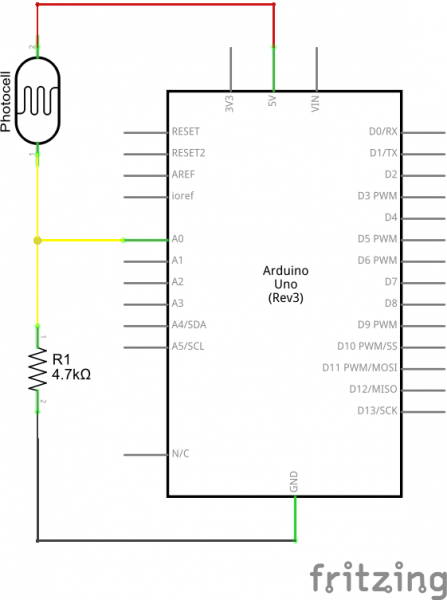 2
Photocell
1
3V3
5V
VIN
RESET
RESET2
AREF
ioref
A0
A1
A2
A3
A4/SDA
A5/SCL
N/C
Arduino
Uno
(Rev3)
D0/RX
D1/TX
D2
D3 PWM
D4
D5 PWM
D6 PWM
D7
D8
D9 PWM
D10 PWM/SS
D11 PWM/MOSI
D12/MISO
D13/SCK
GND
1
R1
4.7kΩ
2
fritzing